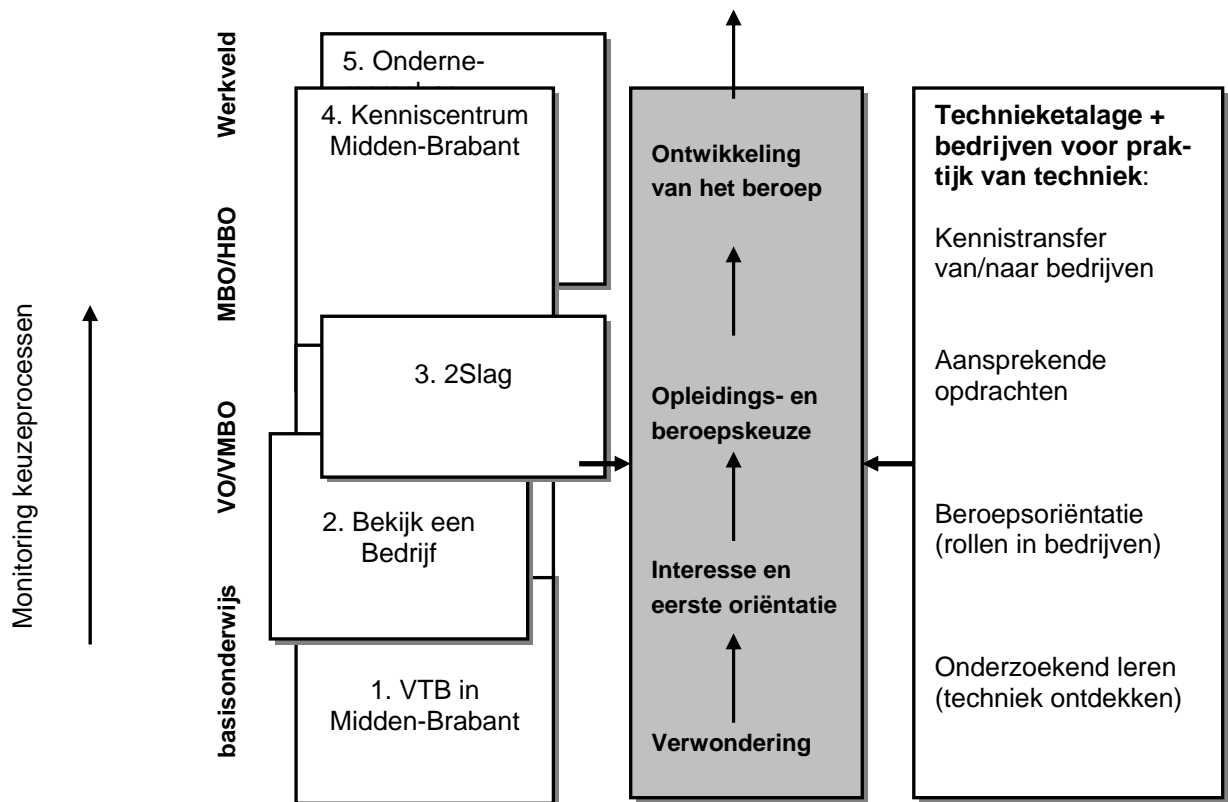 Monitoring keuzeprocessen
Werkveld
MBO/HBO
VO/VMBO
basisonderwijs
5. Onderne-
4. Kenniscentrum
Midden-Brabant
3. 2Slag
2. Bekijk een
Bedrijf
1. VTB in
Midden-Brabant
Ontwikkeling
van het beroep
Opleidings- en
beroepskeuze
Interesse en
eerste oriëntatie
Verwondering
Technieketalage +
bedrijven voor prak-
tijk van techniek:
Kennistransfer
van/naar bedrijven
Aansprekende
opdrachten
Beroepsoriëntatie
(rollen in bedrijven)
Onderzoekend leren
(techniek ontdekken)